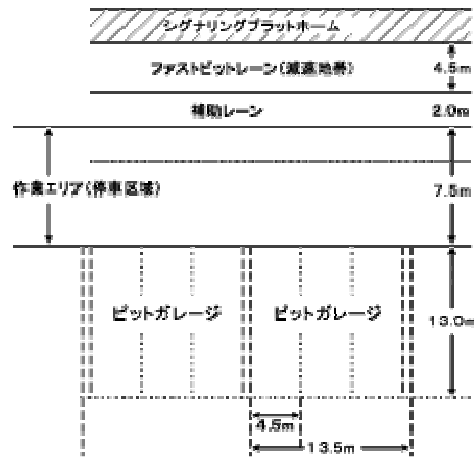 シグナリングプラットホーム
ファストピットレーン(減速地帯)
4.5m
補助レーン
2.0m
作業エリア(停車区域)
7.5m
ピットガレージ
ピットガレージ
13.0m
4.5m
13.5m